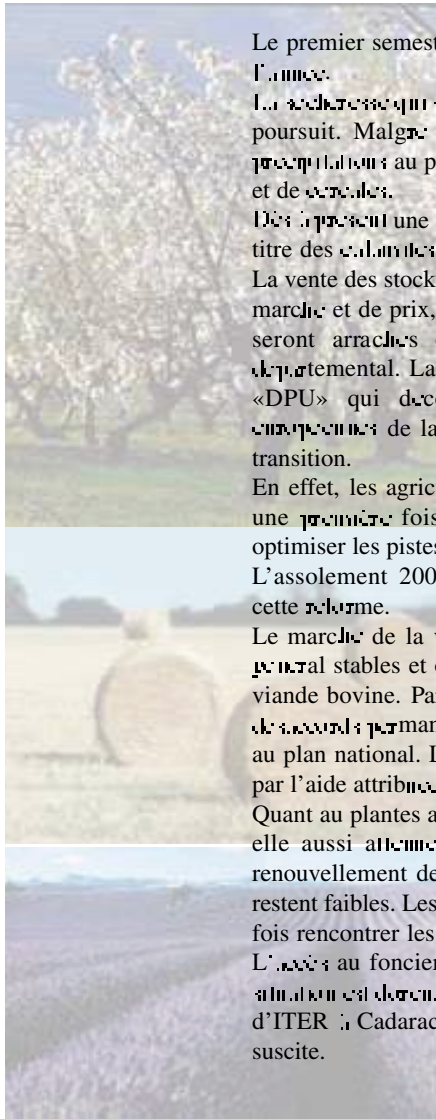 Le premier semest
l'année.
La sécheresse qui
poursuit. Malgré
précipitations au p
et de céréales.
Dès à présent une
titre des calamités
La vente des stock
marché et de prix,
seront arrachés
départemental. La
«DPU» qui déco
européennes de la
transition.
En effet, les agric
une première fois
optimiser les pistes
L'assolement 200
cette réforme.
Le marché de la v
général stables et
viande bovine. Pa
des accords perman
au plan national. L
par l'aide attribuée
Quant au plantes a
elle aussi
renouvellement de
restent faibles. Les
fois rencontrer les
L'accès au foncier
situation est
d'ITER à Cadarac
suscite.